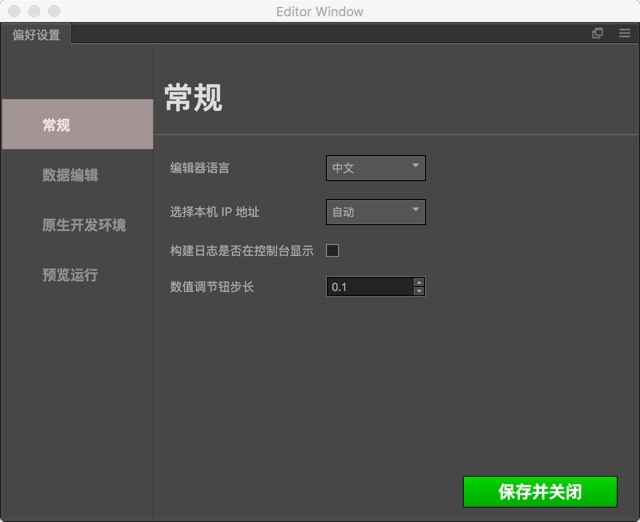 Editor Window
偏好设置
常规
常规
数据编辑
原生开发环境
预览运行
编辑器语言 中文
选择本机 IP 地址 自动
构建日志是否在控制台显示
数值调节钮步长 0.1
保存并关闭